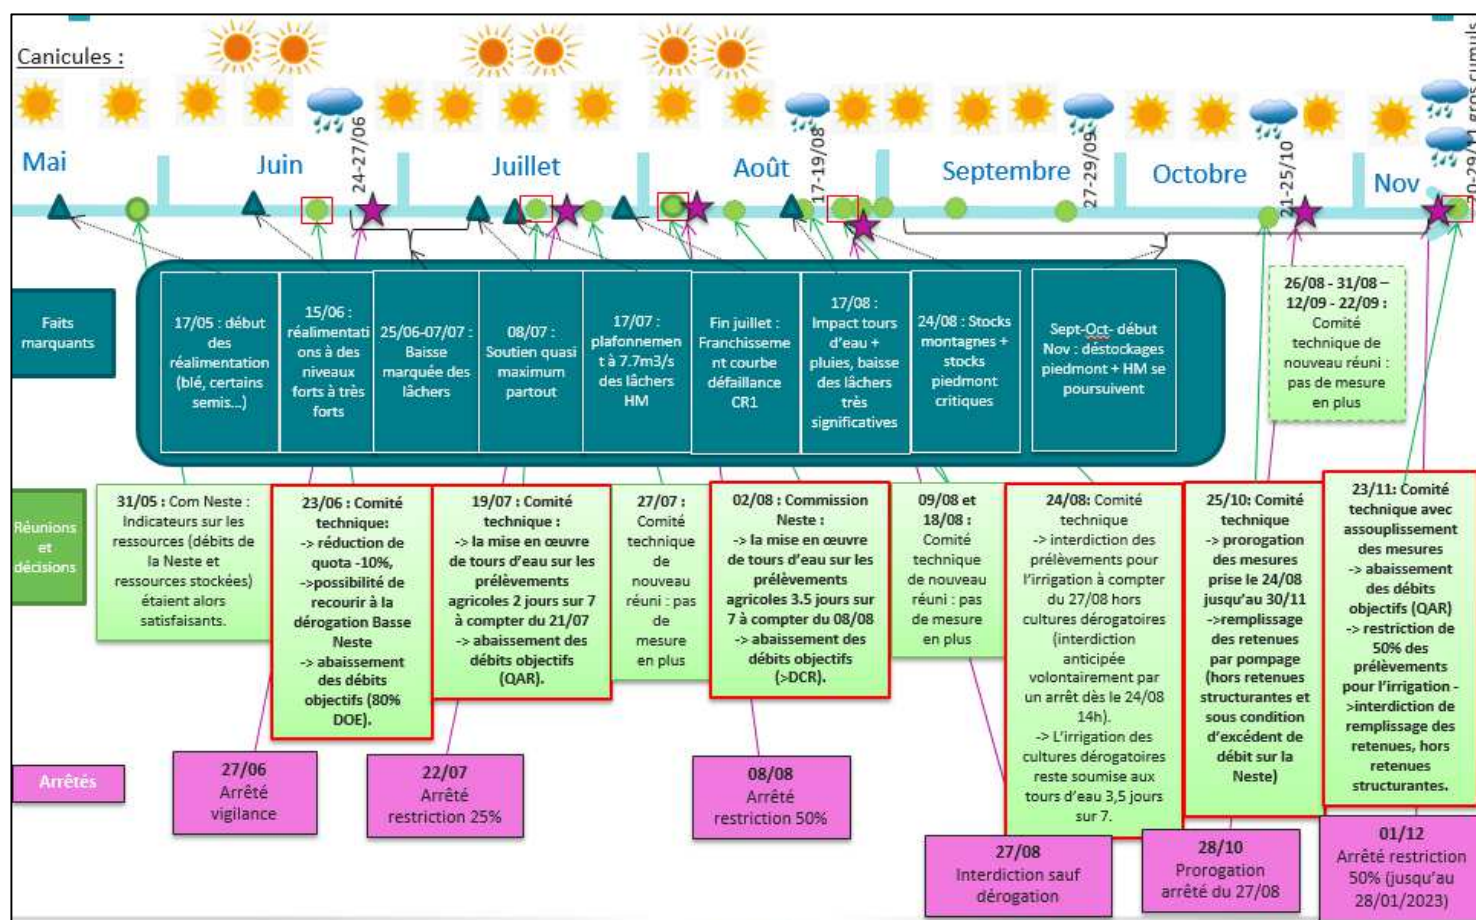 Canicules :
Mai
Juin
24-27/06
Juillet
Août
17-19/08
Septembre
27-29/09
Octobre
21-25/10
Nov
20-29/11 gros cumuls
Faits
marquants
17/05 : début
des
réalimentation
(blé, certains
semis...)
15/06 :
réalimentati
ons à des
niveaux
forts à très
forts
25/06-07/07 :
Baisse
marquée des
lâchers
08/07 :
Soutien quasi
maximum
partout
17/07 :
plafonnemen
t à 7.7m3/s
des lâchers
HM
Fin juillet :
Franchisseme
nt courbe
défaillance
CR1
17/08 :
Impact tours
d'eau +
pluies, baisse
des lâchers
très
significatives
24/08 : Stocks
montagnes +
stocks
piedmont
critiques
Sept-Oct- début
Nov : déstockages
piedmont + HM se
poursuivent
26/08 - 31/08 –
12/09 - 22/09 :
Comité
technique de
nouveau réuni :
pas de mesure
en plus
Réunions
et
décisions
31/05 : Com Neste :
Indicateurs sur les
ressources (débits de
la Neste et
ressources stockées)
étaient alors
satisfaisants.
23/06 : Comité
technique:
-> réduction de
quota -10%,
->possibilité de
recourir à la
dérogation Basse
Neste
-> abaissement
des débits
objectifs (80%
DOE).
19/07 : Comité
technique :
-> la mise en œuvre
de tours d'eau sur les
prélèvements
agricoles 2 jours sur 7
à compter du 21/07
-> abaissement des
débits objectifs
(QAR).
27/07 :
Comité
technique
de
nouveau
réuni : pas
de
mesure
en plus
02/08 : Commission
Neste :
-> la mise en œuvre
de tours d'eau sur les
prélèvements
agricoles 3.5 jours sur
7 à compter du 08/08
-> abaissement des
débits objectifs
(>DCR).
09/08 et
18/08 :
Comité
technique
de nouveau
réuni : pas
de mesure
en plus
24/08: Comité
technique
-> interdiction des
prélèvements pour
l'irrigation à compter
du 27/08 hors
cultures dérogatoires
(interdiction
anticipée
volontairement par
un arrêt dès le 24/08
14h).
-> L'irrigation des
cultures dérogatoires
reste soumise aux
tours d'eau 3,5 jours
sur 7.
25/10: Comité
technique
-> prorogation
des mesures
prise le 24/08
jusqu'au 30/11
->remplissage
des retenues
par pompage
(hors retenues
structurantes et
sous condition
d'excédent de
débit sur la
Neste)
23/11: Comité
technique avec
assouplissement
des mesures
-> abaissement
des débits
objectifs (QAR)
-> restriction de
50% des
prélèvements
pour l'irrigation -
>interdiction de
remplissage des
retenues, hors
retenues
structurantes.
Arrêtés
27/06
Arrêté
vigilance
22/07
Arrêté
restriction 25%
08/08
Arrêté
restriction 50%
27/08
Interdiction sauf
dérogation
28/10
Prorogation
arrêté du 27/08
01/12
Arrêté restriction
50% (jusqu'au
28/01/2023)